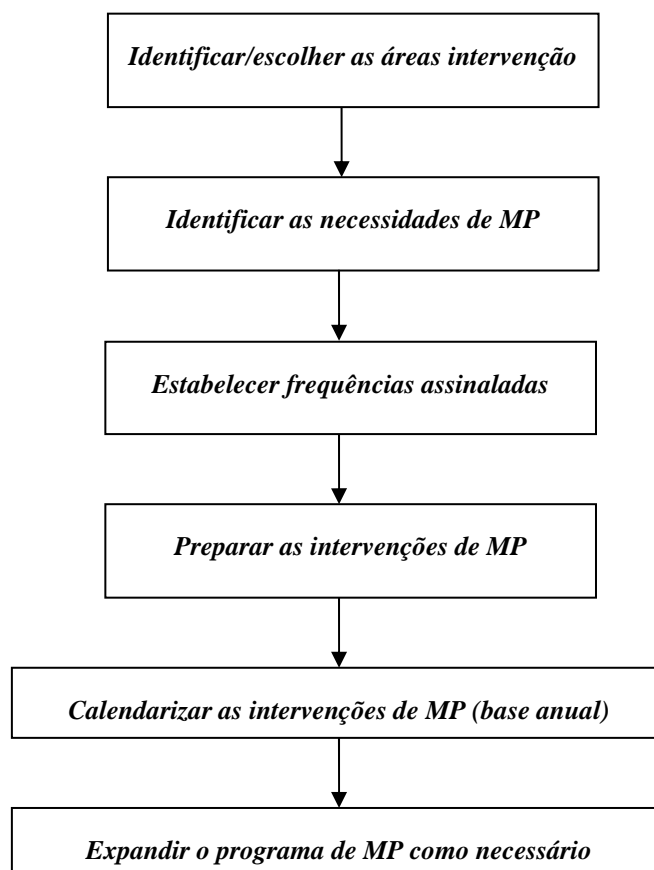 Identificar/escolher as áreas intervenção
Identificar as necessidades de MP
Estabelecer frequências assinaladas
Preparar as intervenções de MP
Calendarizar as intervenções de MP (base anual)
Expandir o programa de MP como necessário